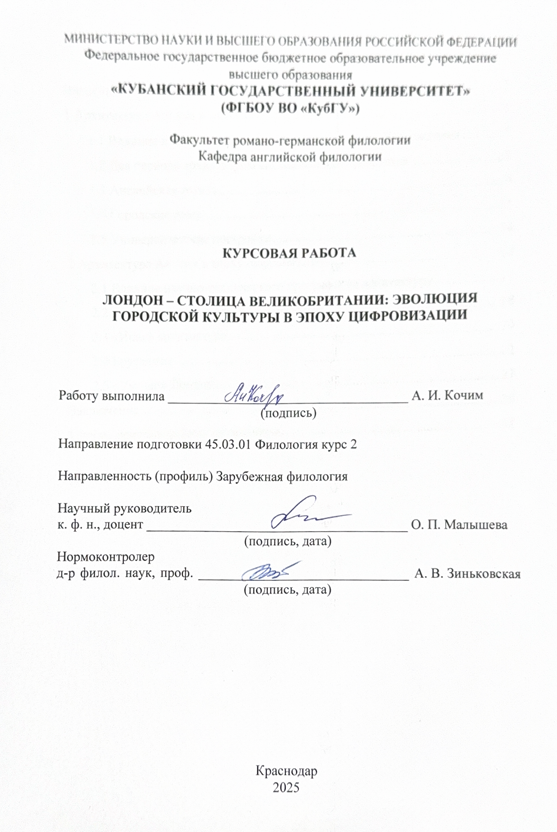 МИНИСТЕРСТВО НАУКИ И ВЫСШЕГО ОБРАЗОВАНИЯ РОССИЙСКОЙ ФЕДЕРАЦИИ
Федеральное государственное бюджетное образовательное учреждение
высшего образования
«КУБАНСКИЙ ГОСУДАРСТВЕННЫЙ УНИВЕРСИТЕТ»
(ФГБОУ ВО «КубГУ»)
Факультет романо-германской филологии
Кафедра английской филологии
КУРСОВАЯ РАБОТА
ЛОНДОН – СТОЛИЦА ВЕЛИКОБРИТАНИИ: ЭВОЛЮЦИЯ
ГОРОДСКОЙ КУЛЬТУРЫ В ЭПОХУ ЦИФРОВИЗАЦИИ
Работу выполнила А. И. Кочим
(подпись)
Направление подготовки 45.03.01 Филология курс 2
Направленность (профиль) Зарубежная филология
Научный руководитель
к. ф. н., доцент О. П. Малышева
(подпись, дата)
Нормоконтролер
д-р филол. наук, проф. А. В. Зиньковская
(подпись, дата)
Краснодар
2025